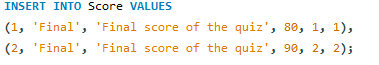 INSERT INTO Score VALUES
(1, 'Final', 'Final score of the quiz', 80, 1, 1),
(2, 'Final', 'Final score of the quiz', 90, 2, 2);